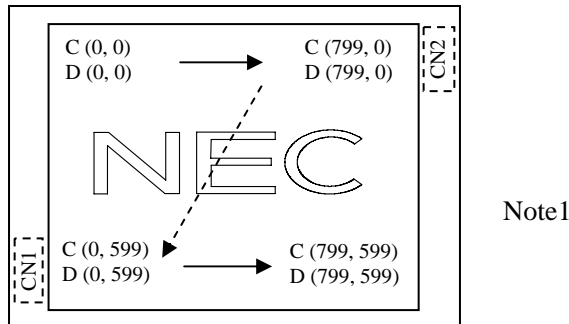 C (0, 0) C (799, 0)
D (0, 0) D (799, 0)
CN2
NEC
Note1
C (0, 599) C (799, 599)
D (0, 599) D (799, 599)
CN1